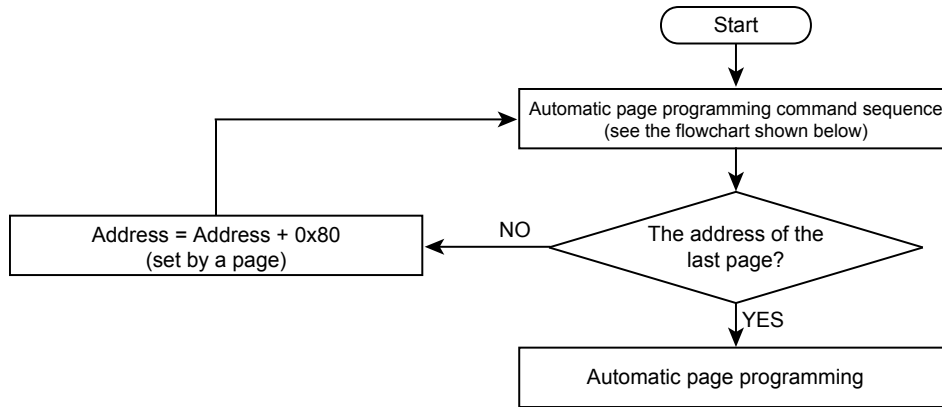 Start
Automatic page programming command sequence
(see the flowchart shown below)
Address = Address + 0x80
(set by a page)
NO
The address of the
last page?
YES
Automatic page programming